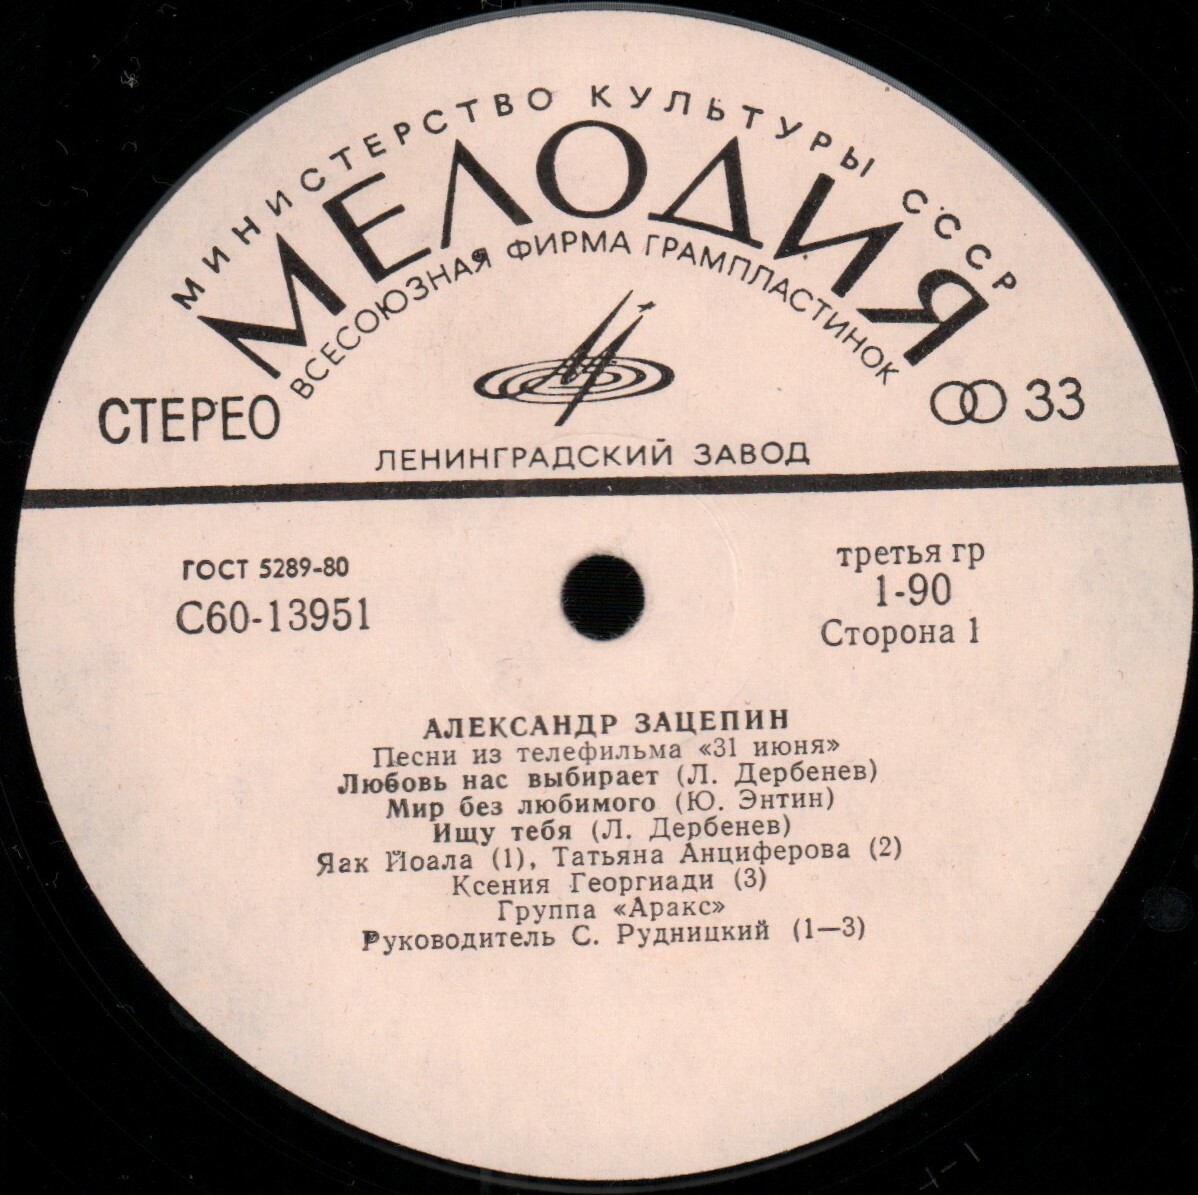 МИНИСТЕРСТВО КУЛЬТУРЫ СССР
МЕЛОДИЯ
ВСЕСОЮЗНАЯ ФИРМА ГРАМПЛАСТИНОК
СТЕРЕО
33
ЛЕНИНГРАДСКИЙ ЗАВОД
ГОСТ 5289-80
С60-13951
третья гр
1-90
Сторона 1
АЛЕКСАНДР ЗАЦЕПИН
Песни из телефильма «31 июня»
Любовь нас выбирает (Л. Дербенев)
Мир без любимого (Ю. Энтин)
Ищу тебя (Л. Дербенев)
Яак Йоала (1), Татьяна Анциферова (2)
Ксения Георгиади (3)
Группа «Аракс»
Руководитель С. Рудницкий (1—3)